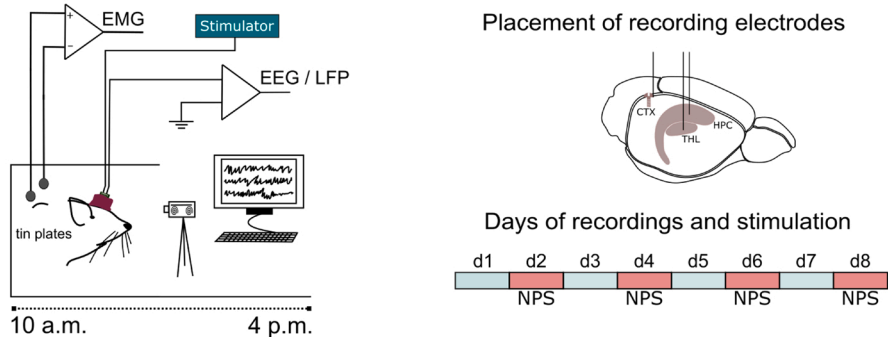 EMG
+
−
Stimulator
EEG / LFP
tin plates
10 a.m.
4 p.m.
Placement of recording electrodes
CTX
HPC
THL
Days of recordings and stimulation
d1 d2 d3 d4 d5 d6 d7 d8
NPS NPS NPS NPS